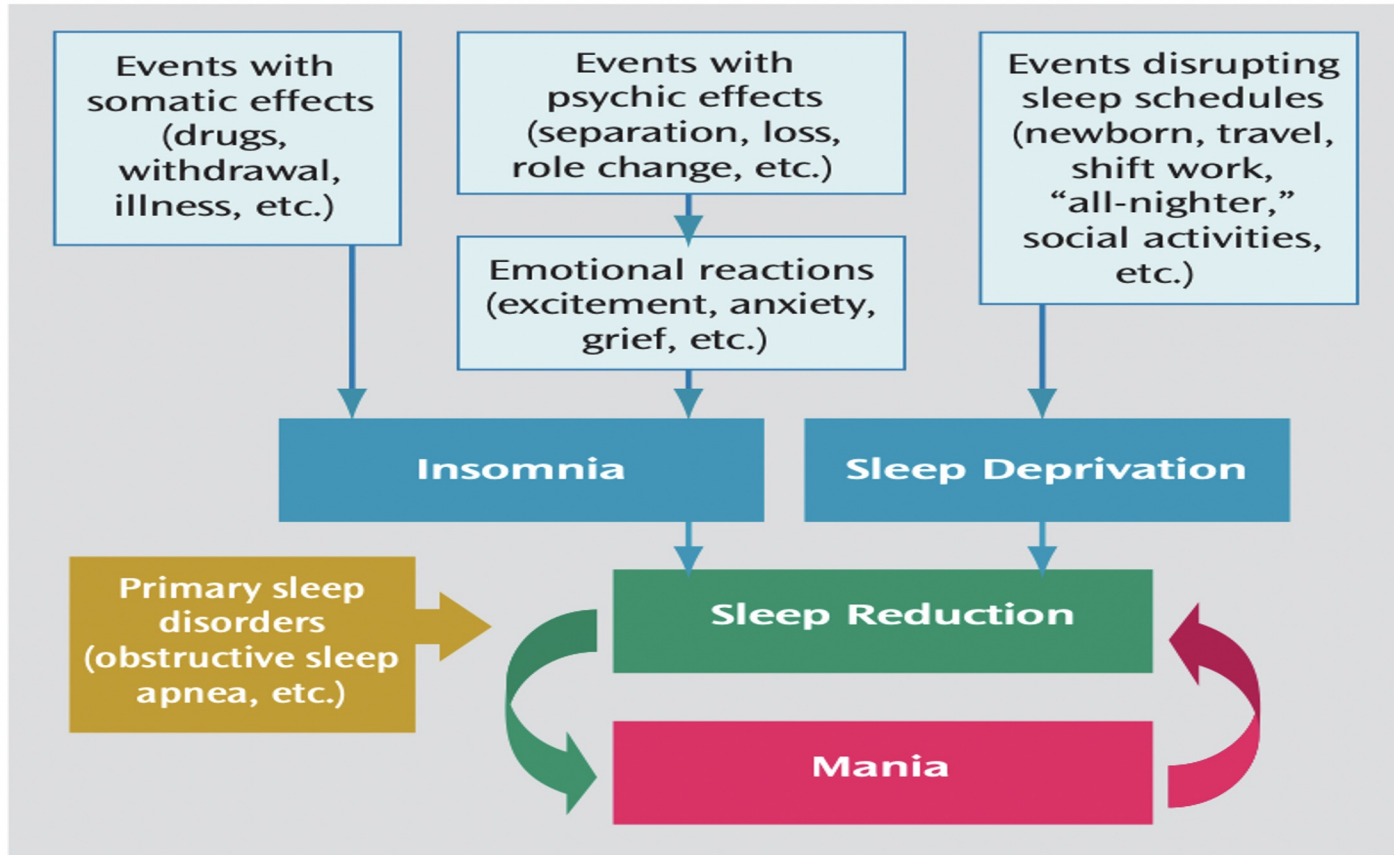 Events with
somatic effects
(drugs,
withdrawal,
illness, etc.)
Events with
psychic effects
(separation, loss,
role change, etc.)
Events disrupting
sleep schedules
(newborn, travel,
shift work,
“all-nighter,”
social activities,
etc.)
Emotional reactions
(excitement, anxiety,
grief, etc.)
Insomnia
Sleep Deprivation
Primary sleep
disorders
(obstructive sleep
apnea, etc.)
Sleep Reduction
Mania